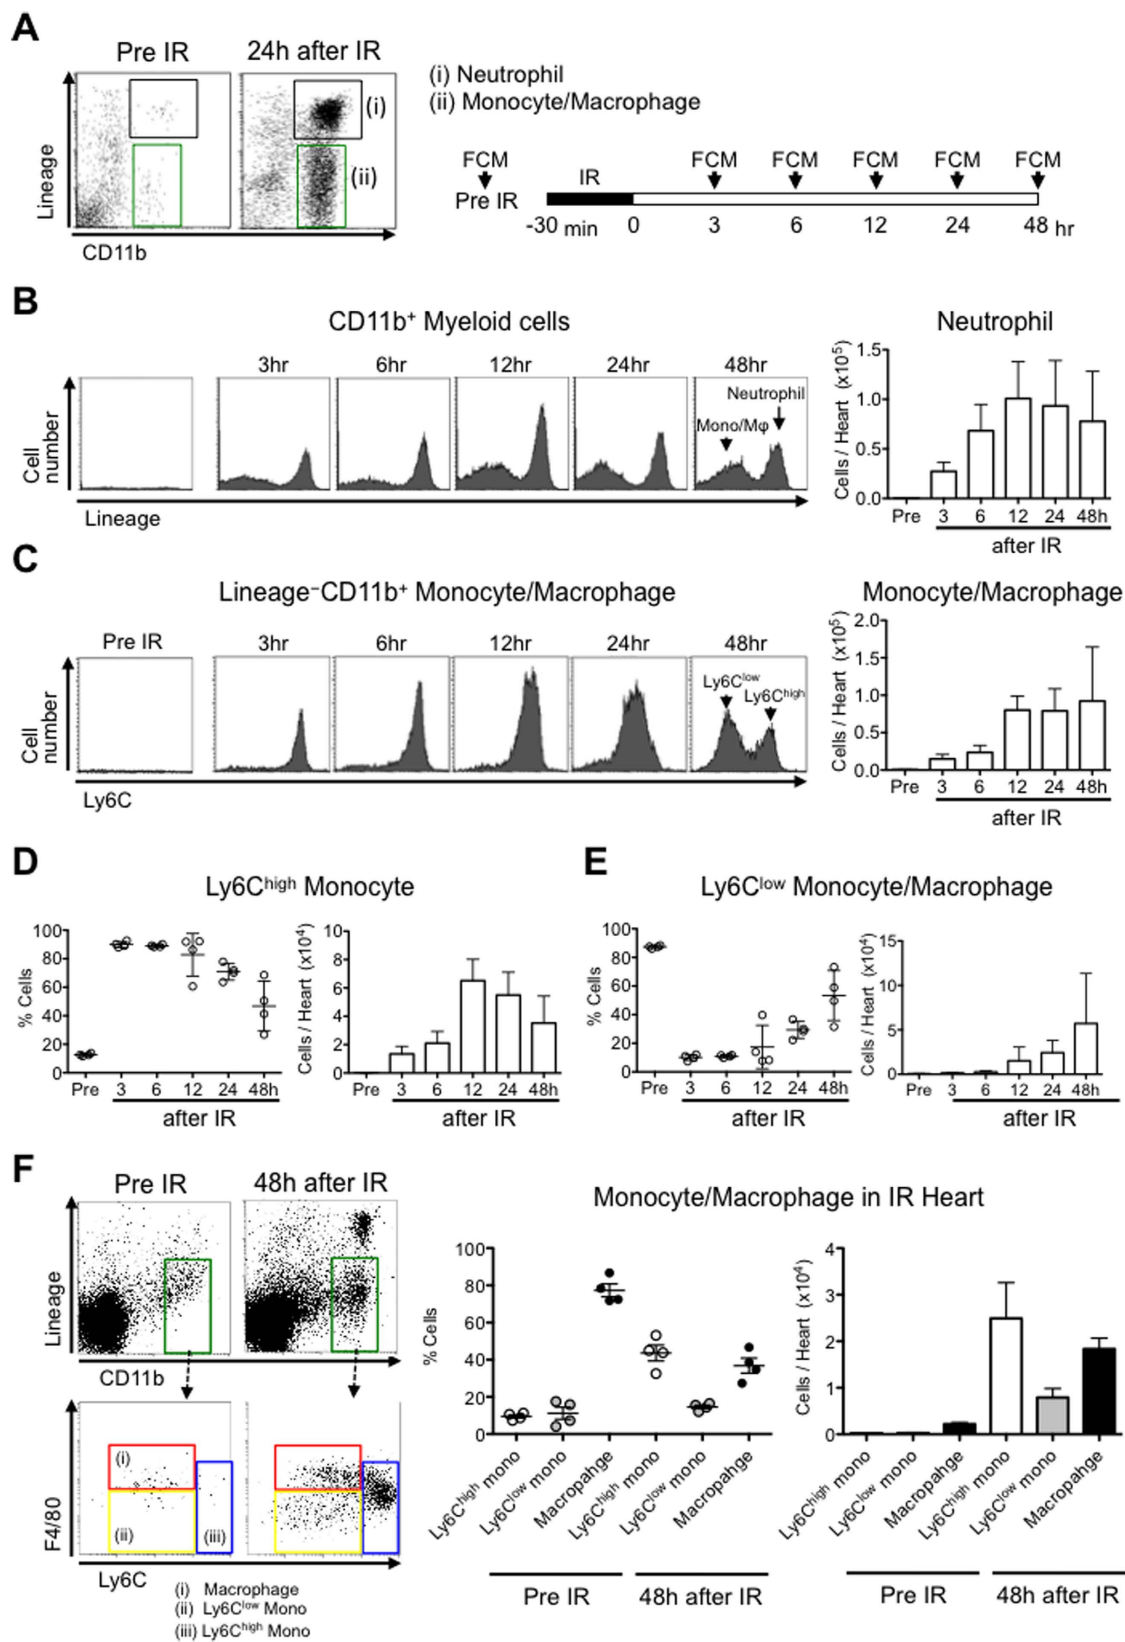 A
Pre IR
24h after IR
Lineage
CD11b
(i)
(ii)
(i) Neutrophil
(ii) Monocyte/Macrophage
FCM
Pre IR
IR
FCM FCM FCM FCM FCM
-30 min 0 3 6 12 24 48 hr
B
CD11b⁺ Myeloid cells
3hr 6hr 12hr 24hr 48hr
Neutrophil
Mono/Mφ
Cell number
Lineage
Neutrophil
Cells / Heart (x10⁵)
1.5
1.0
0.5
0.0
Pre 3 6 12 24 48h
after IR
C
Lineage⁻CD11b⁺ Monocyte/Macrophage
Pre IR 3hr 6hr 12hr 24hr 48hr
Ly6Cˡᵒʷ
Ly6Cʰⁱᵍʰ
Cell number
Ly6C
Monocyte/Macrophage
Cells / Heart (x10⁵)
2.0
1.5
1.0
0.5
0.0
Pre 3 6 12 24 48h
after IR
D
Ly6Cʰⁱᵍʰ Monocyte
% Cells
100
80
60
40
20
0
Pre 3 6 12 24 48h
after IR
Cells / Heart (x10⁴)
10
8
6
4
2
0
Pre 3 6 12 24 48h
after IR
E
Ly6Cˡᵒʷ Monocyte/Macrophage
% Cells
100
80
60
40
20
0
Pre 3 6 12 24 48h
after IR
Cells / Heart (x10⁴)
15
10
5
0
Pre 3 6 12 24 48h
after IR
F
Pre IR
48h after IR
Lineage
CD11b
F4/80
(i)
(ii)
(iii)
Ly6C
(i) Macrophage
(ii) Ly6Cˡᵒʷ Mono
(iii) Ly6Cʰⁱᵍʰ Mono
Monocyte/Macrophage in IR Heart
% Cells
100
80
60
40
20
0
Ly6Cʰⁱᵍʰ mono
Ly6Cˡᵒʷ mono
Macropahge
Ly6Cʰⁱᵍʰ mono
Ly6Cˡᵒʷ mono
Macropahge
Pre IR
48h after IR
Cells / Heart (x10⁴)
4
3
2
1
0
Ly6Cʰⁱᵍʰ mono
Ly6Cˡᵒʷ mono
Macropahge
Ly6Cʰⁱᵍʰ mono
Ly6Cˡᵒʷ mono
Macropahge
Pre IR
48h after IR